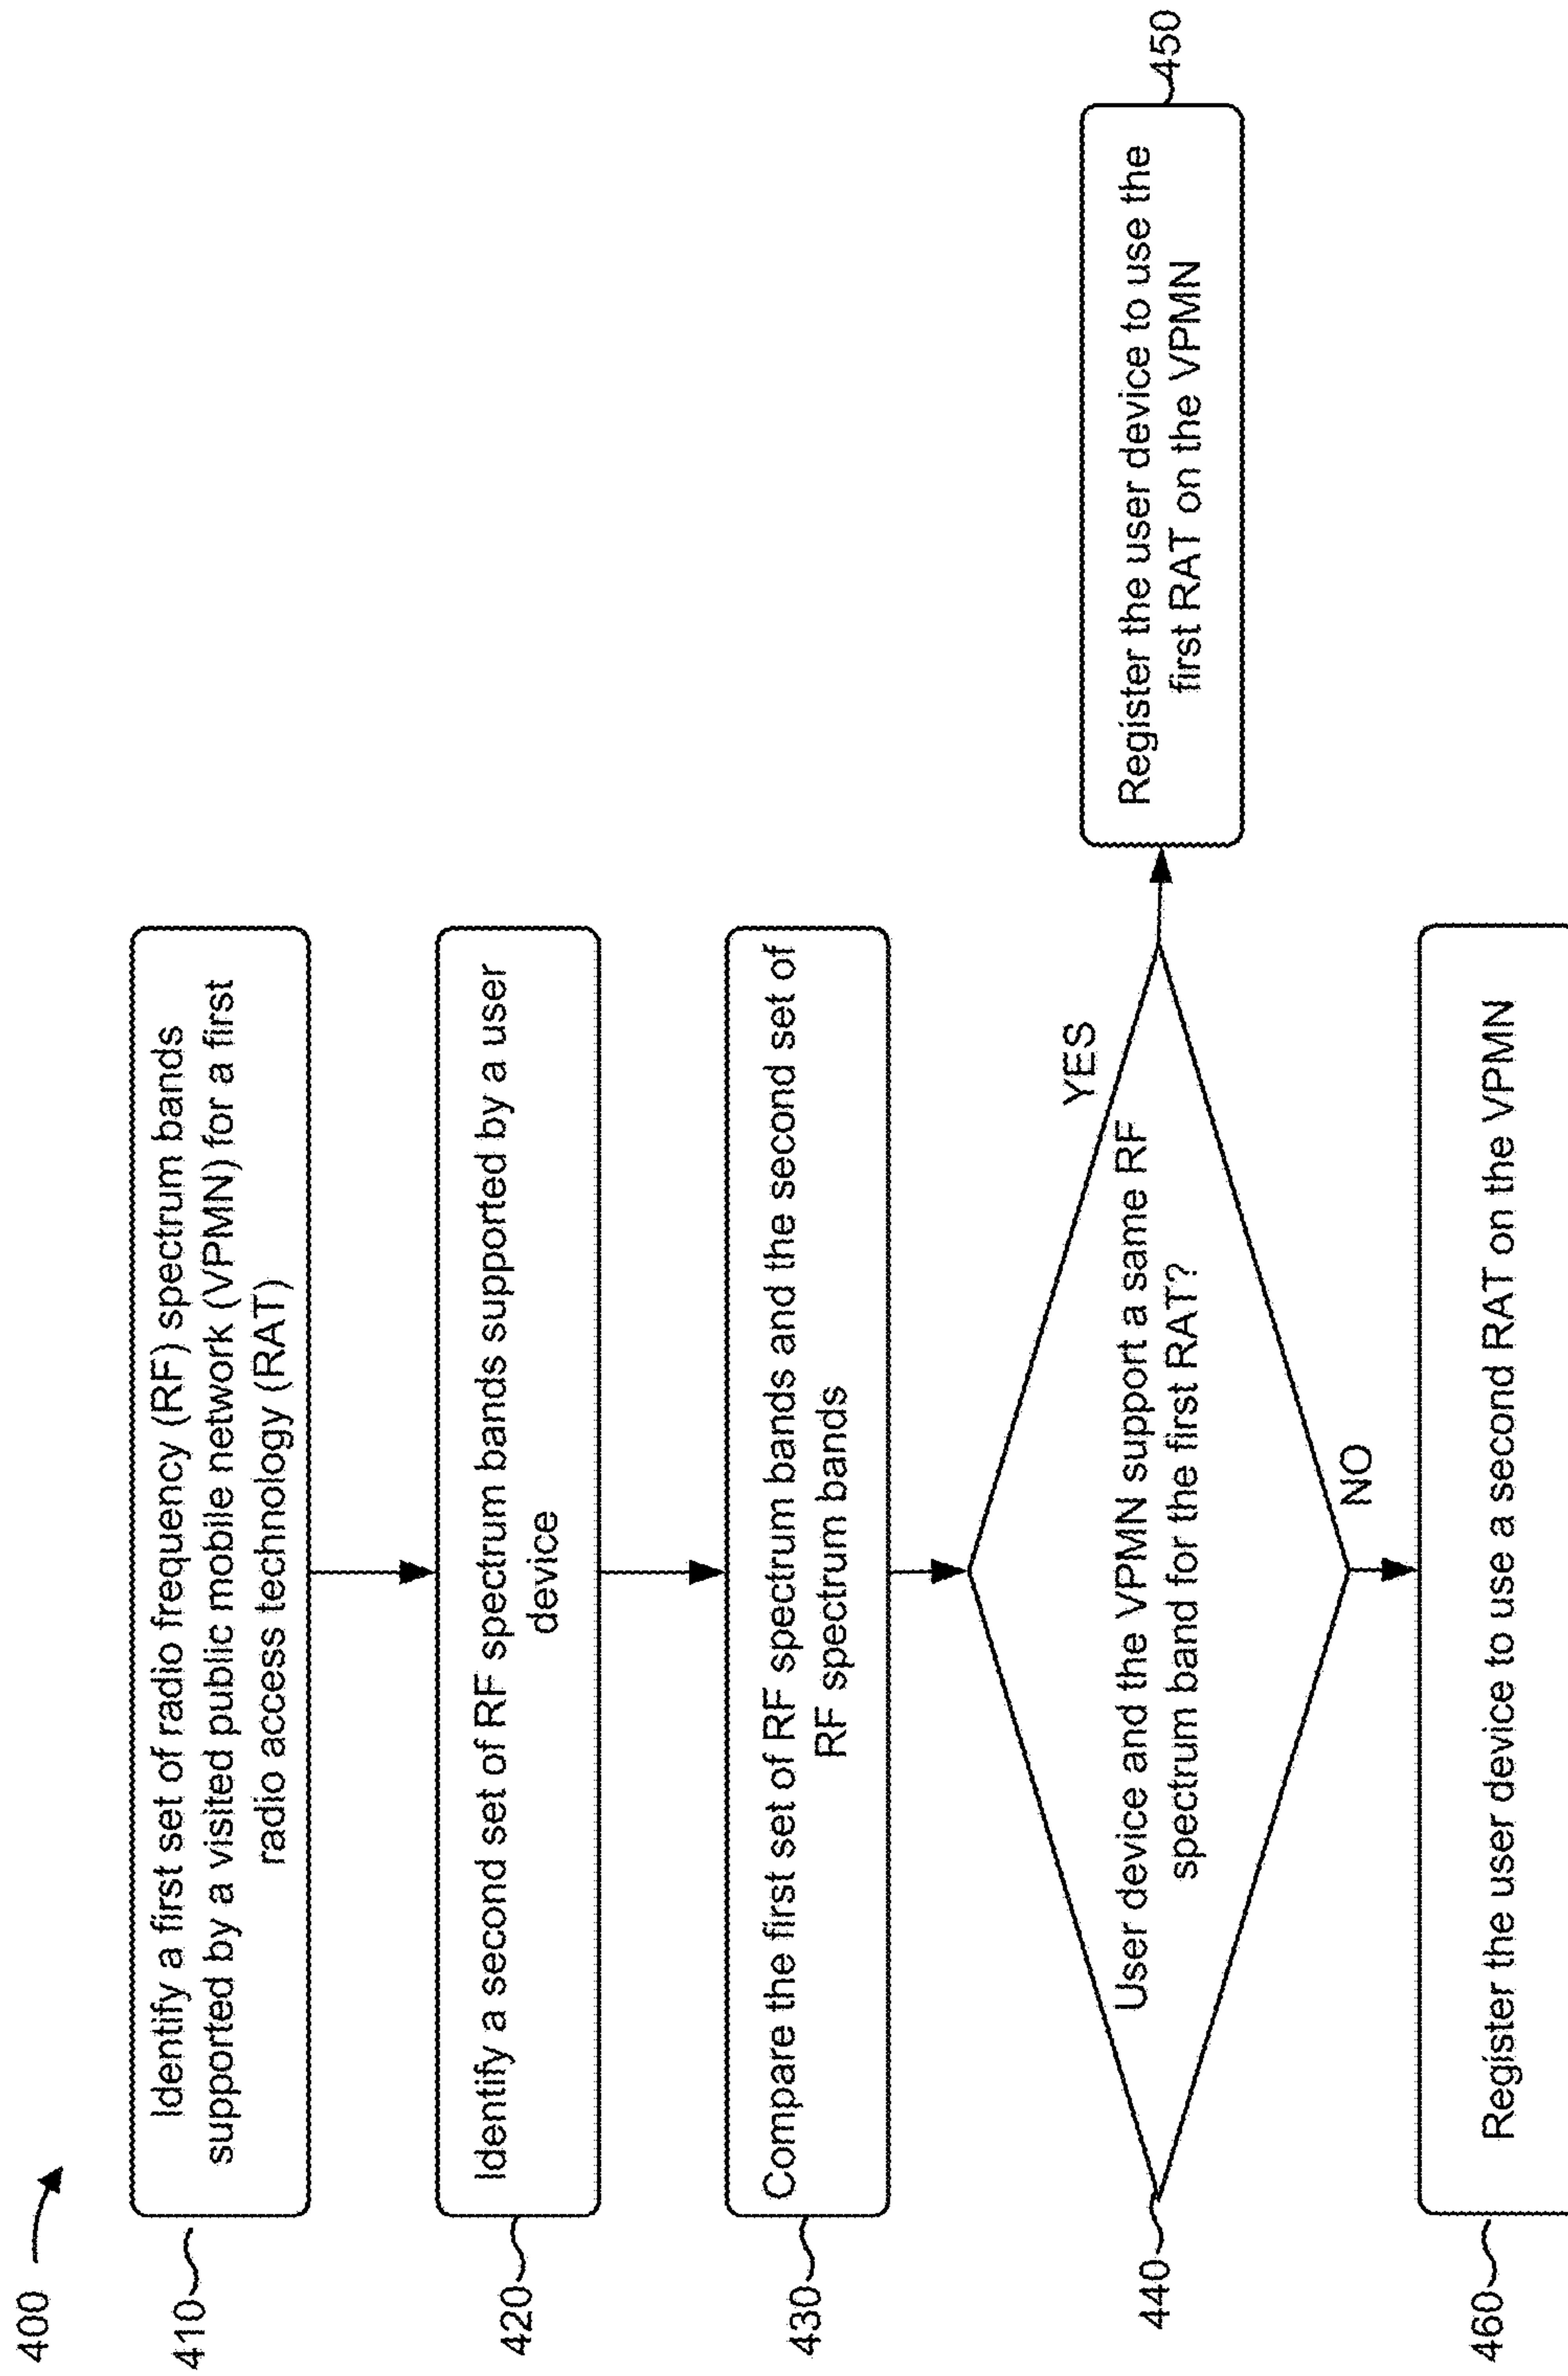 400
410
Identify a first set of radio frequency (RF) spectrum bands
supported by a visited public mobile network (VPMN) for a first
radio access technology (RAT)
420
Identify a second set of RF spectrum bands supported by a user
device
430
Compare the first set of RF spectrum bands and the second set of
RF spectrum bands
440
User device and the VPMN support a same RF
spectrum band for the first RAT?
YES
450
Register the user device to use the
first RAT on the VPMN
NO
460
Register the user device to use a second RAT on the VPMN